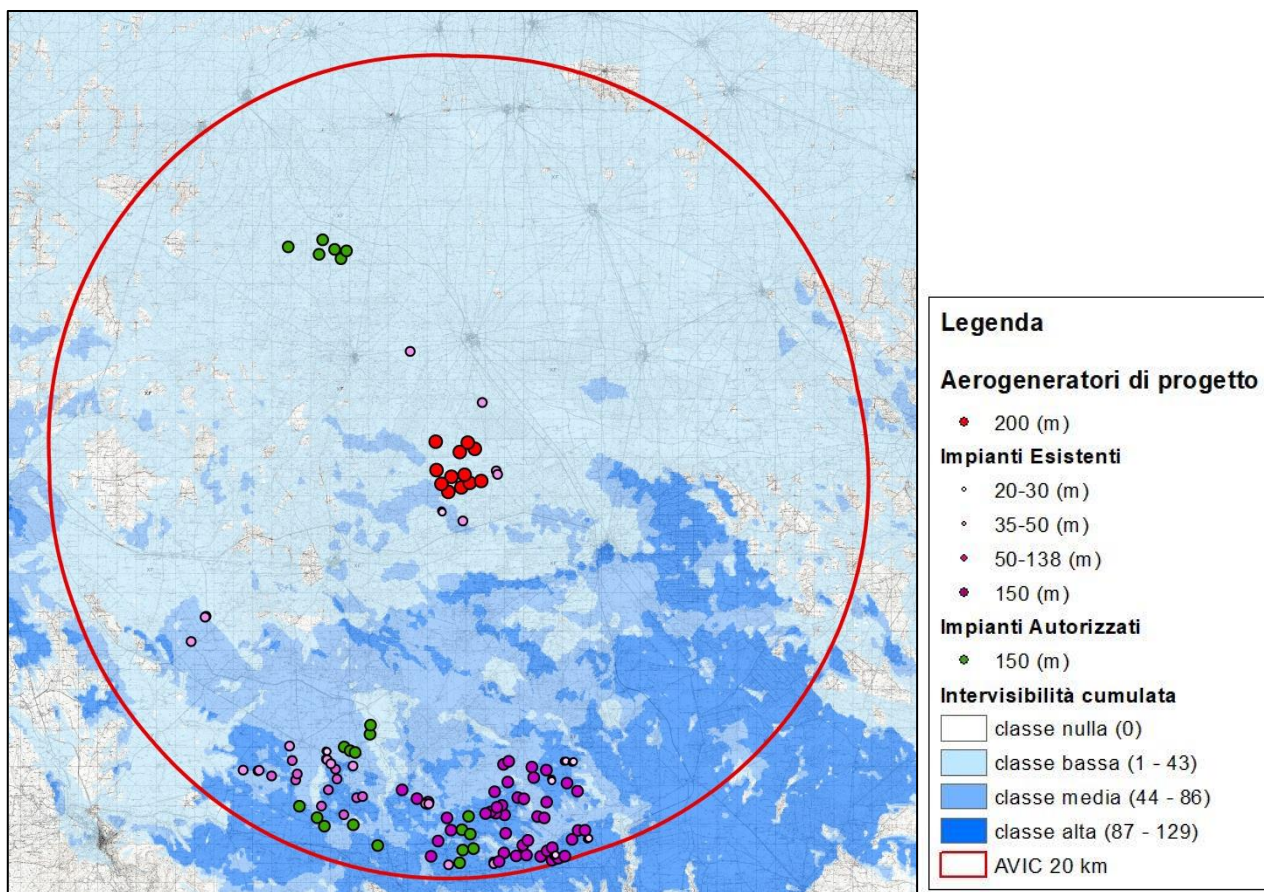 Legenda
Aerogeneratori di progetto
200 (m)
Impianti Esistenti
20-30 (m)
35-50 (m)
50-138 (m)
150 (m)
Impianti Autorizzati
150 (m)
Intervisibilità cumulata
classe nulla (0)
classe bassa (1 - 43)
classe media (44 - 86)
classe alta (87 - 129)
AVIC 20 km